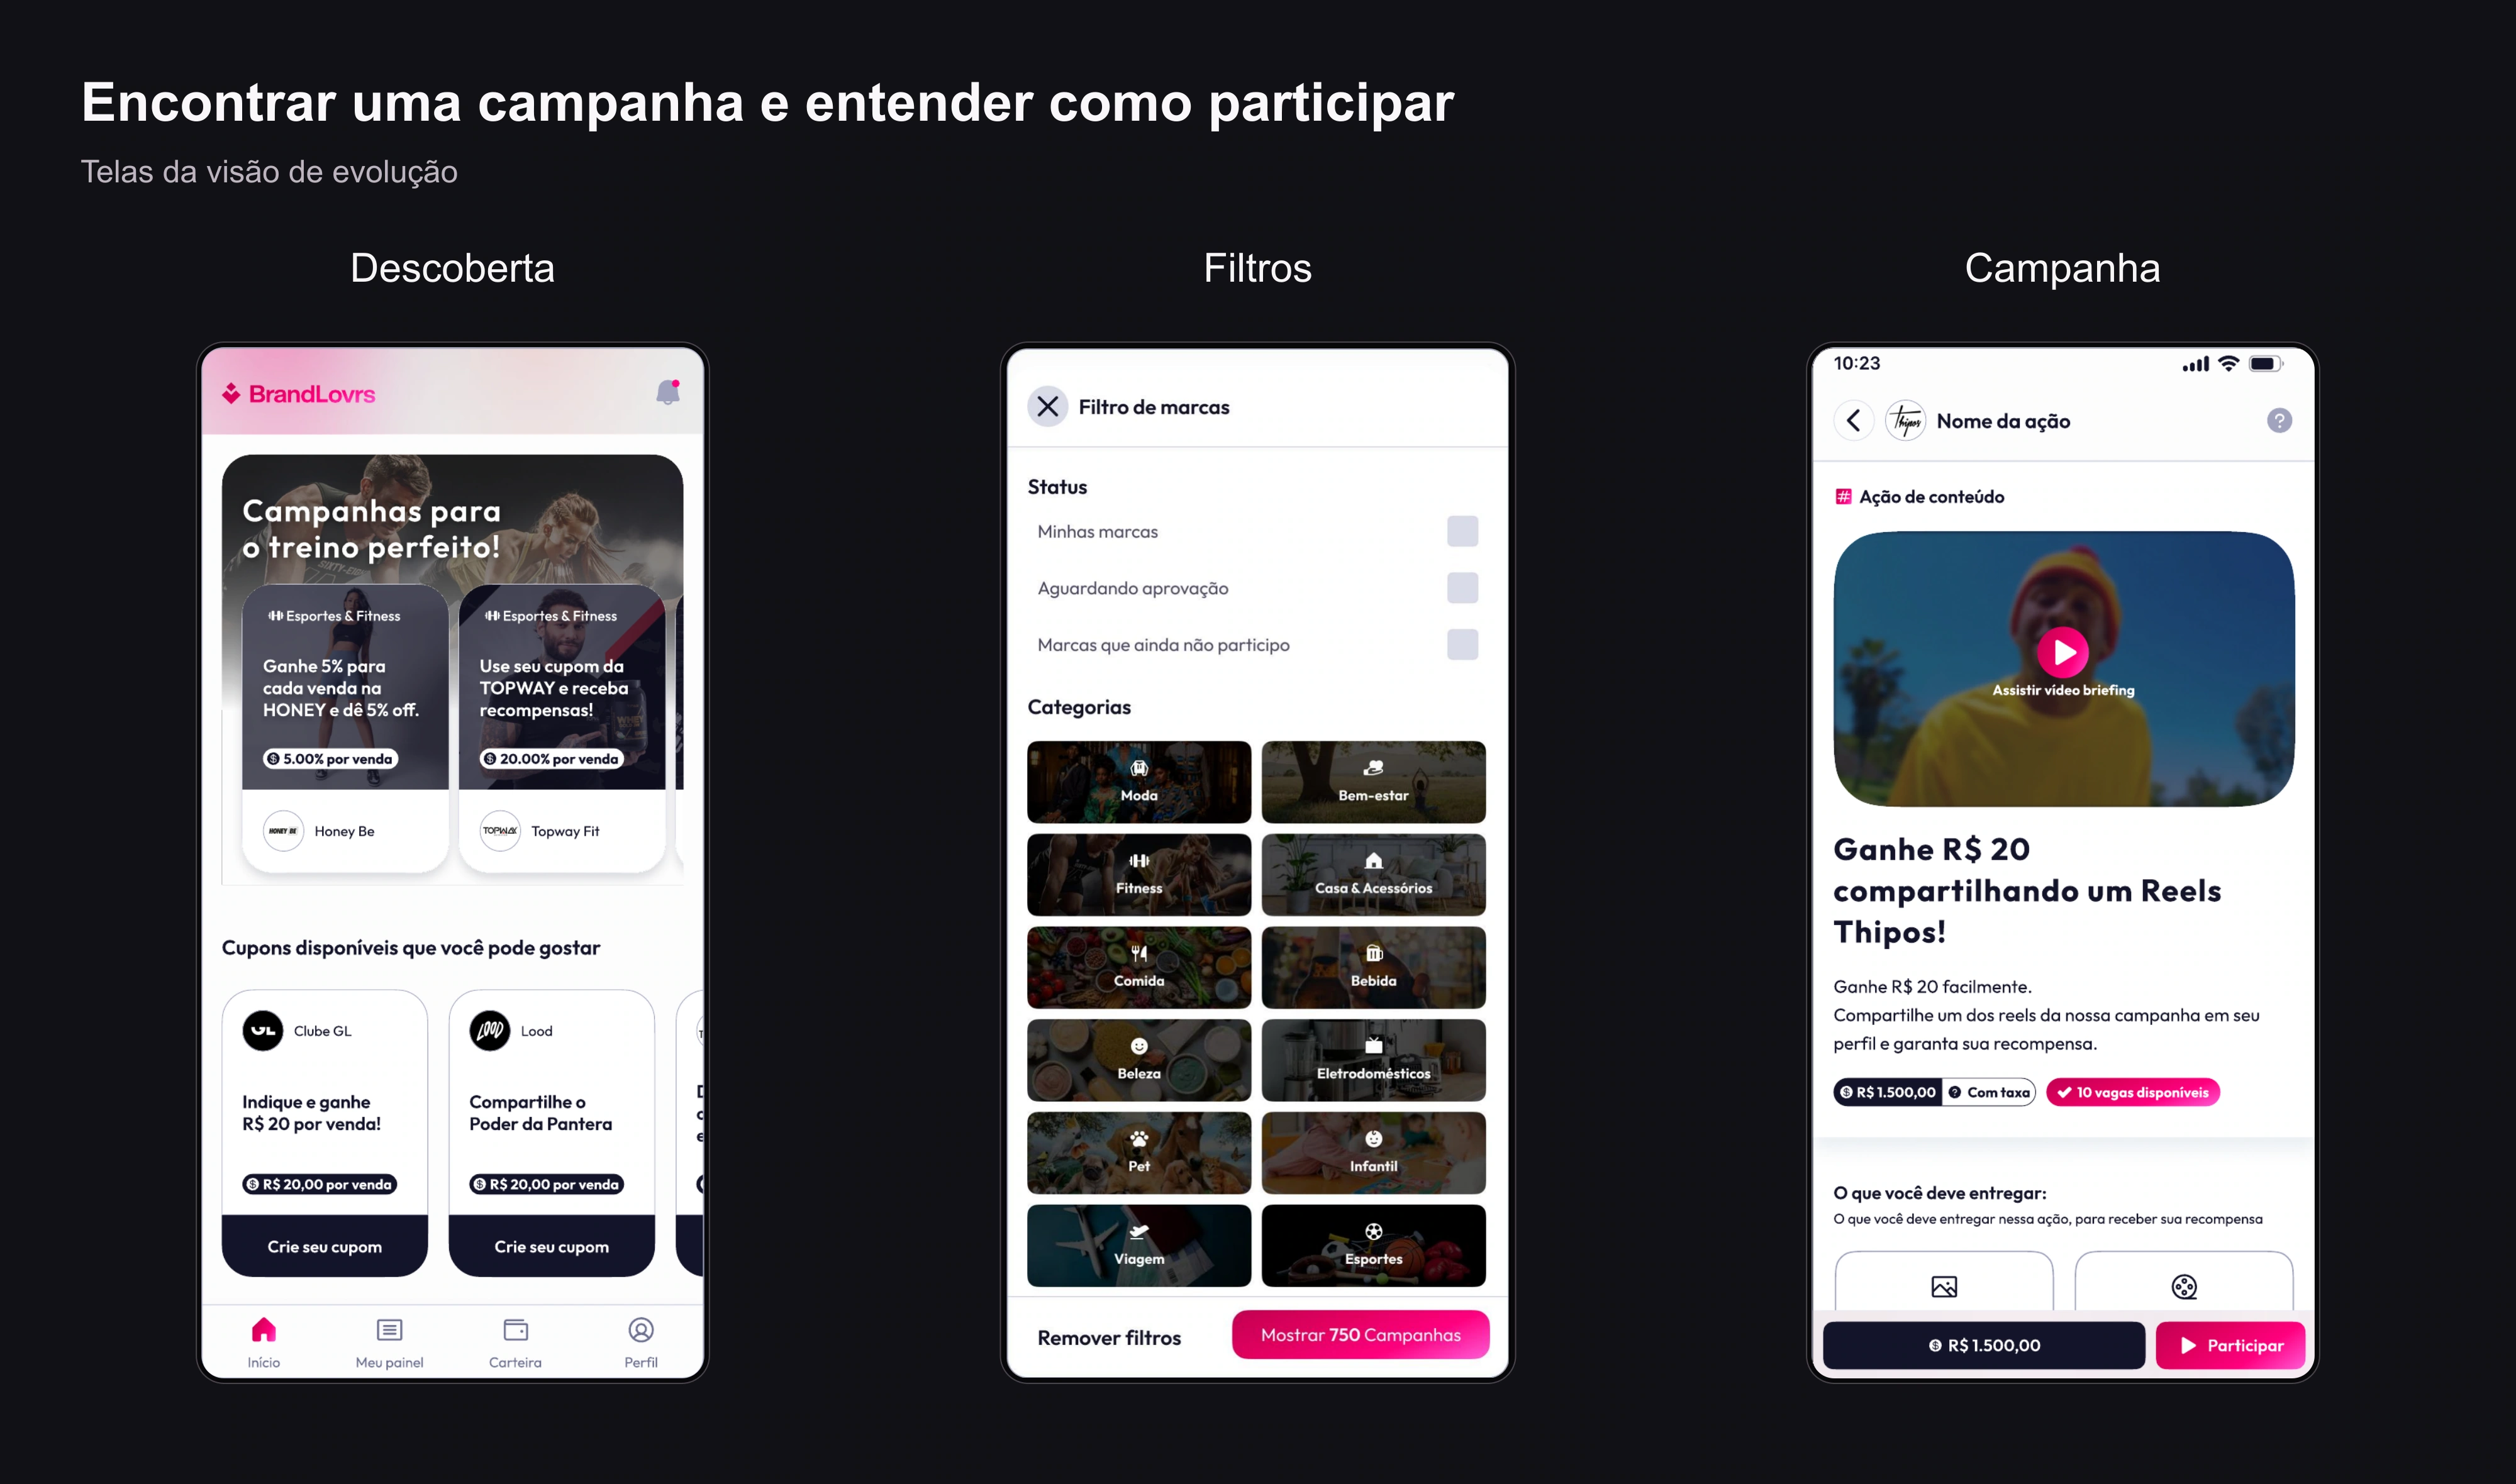 Encontrar uma campanha e entender como participar
Telas da visão de evolução
Descoberta
BrandLovrs
Campanhas para
o treino perfeito!
Esportes & Fitness
Ganhe 5% para
cada venda na
HONEY e dê 5% off.
5.00% por venda
HONEY BE
Honey Be
Esportes & Fitness
Use seu cupom da
TOPWAY e receba
recompensas!
20.00% por venda
TOPWAY
Topway Fit
Cupons disponíveis que você pode gostar
GL
Clube GL
Indique e ganhe
R$ 20 por venda!
R$ 20,00 por venda
Crie seu cupom
LOOD
Lood
Compartilhe o
Poder da Pantera
R$ 20,00 por venda
Crie seu cupom
Início
Meu painel
Carteira
Perfil
Filtros
Filtro de marcas
Status
Minhas marcas
Aguardando aprovação
Marcas que ainda não participo
Categorias
Moda
Bem-estar
Fitness
Casa & Acessórios
Comida
Bebida
Beleza
Eletrodomésticos
Pet
Infantil
Viagem
Esportes
Remover filtros
Mostrar 750 Campanhas
Campanha
10:23
Thipos
Nome da ação
?
# Ação de conteúdo
Assistir vídeo briefing
Ganhe R$ 20
compartilhando um Reels
Thipos!
Ganhe R$ 20 facilmente.
Compartilhe um dos reels da nossa campanha em seu
perfil e garanta sua recompensa.
R$ 1.500,00
? Com taxa
10 vagas disponíveis
O que você deve entregar:
O que você deve entregar nessa ação, para receber sua recompensa
R$ 1.500,00
Participar